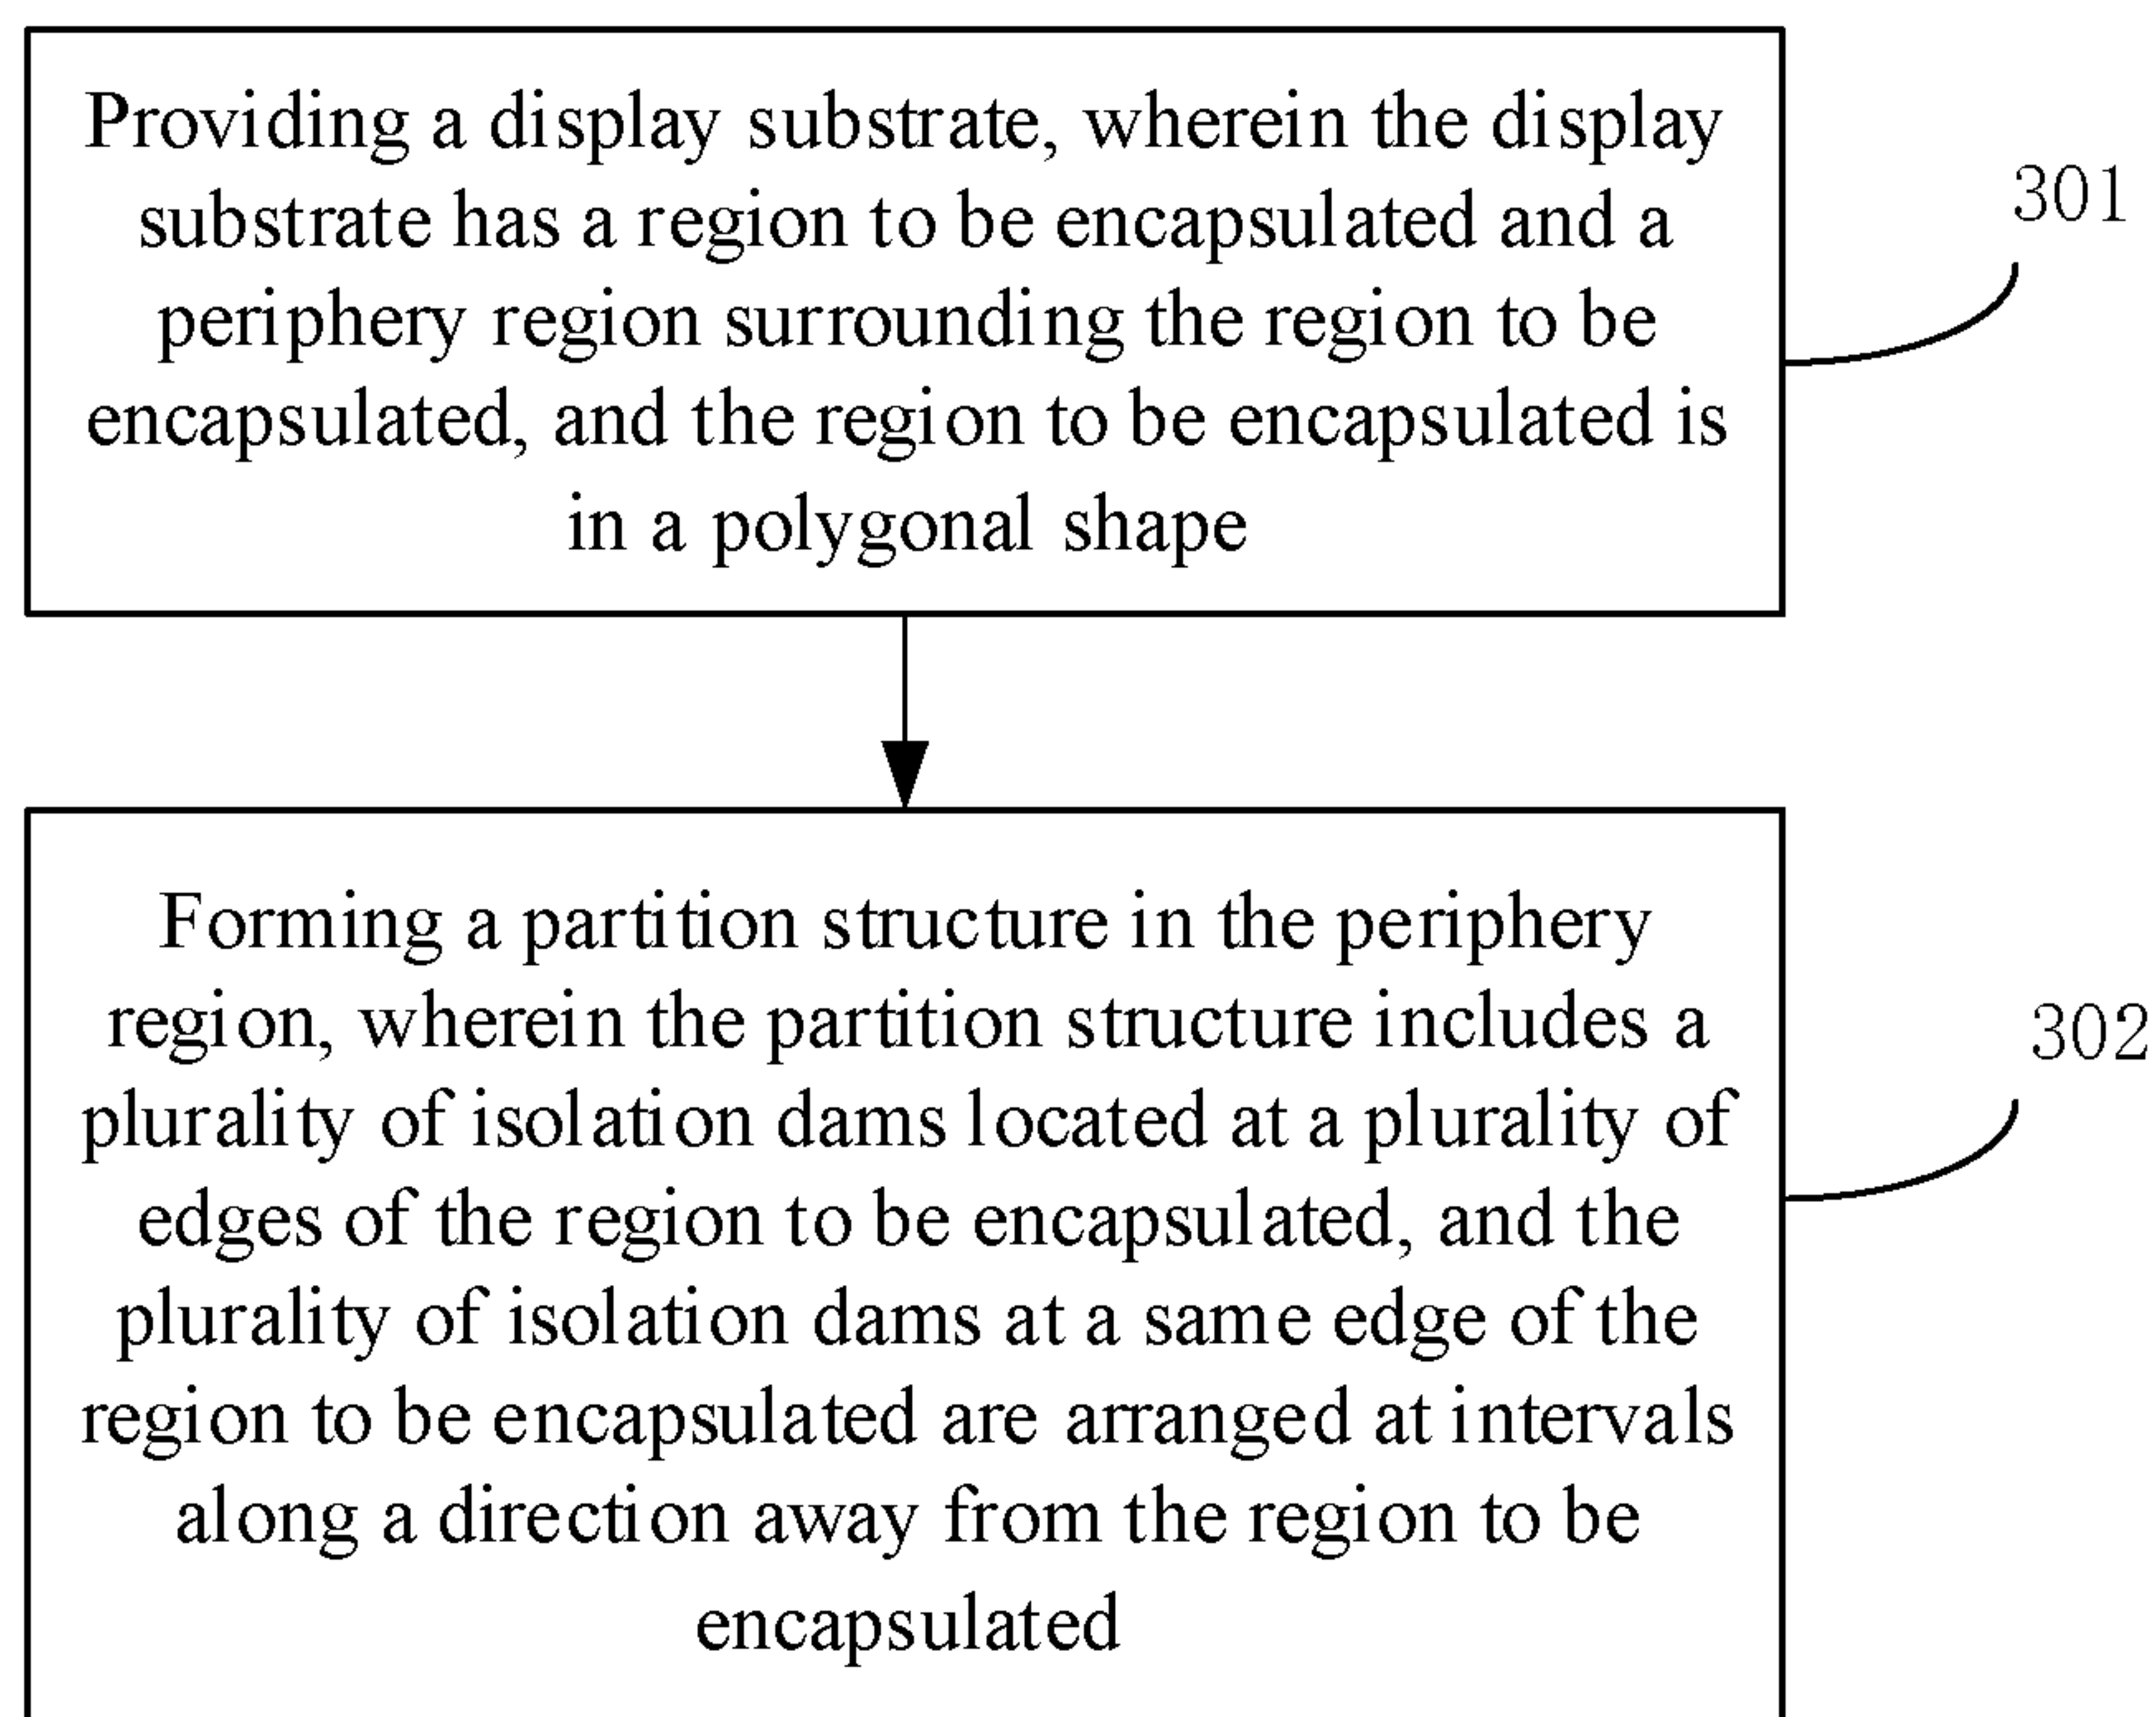 Providing a display substrate, wherein the display
substrate has a region to be encapsulated and a
periphery region surrounding the region to be
encapsulated, and the region to be encapsulated is
in a polygonal shape
301
Forming a partition structure in the periphery
region, wherein the partition structure includes a
plurality of isolation dams located at a plurality of
edges of the region to be encapsulated, and the
plurality of isolation dams at a same edge of the
region to be encapsulated are arranged at intervals
along a direction away from the region to be
encapsulated
302